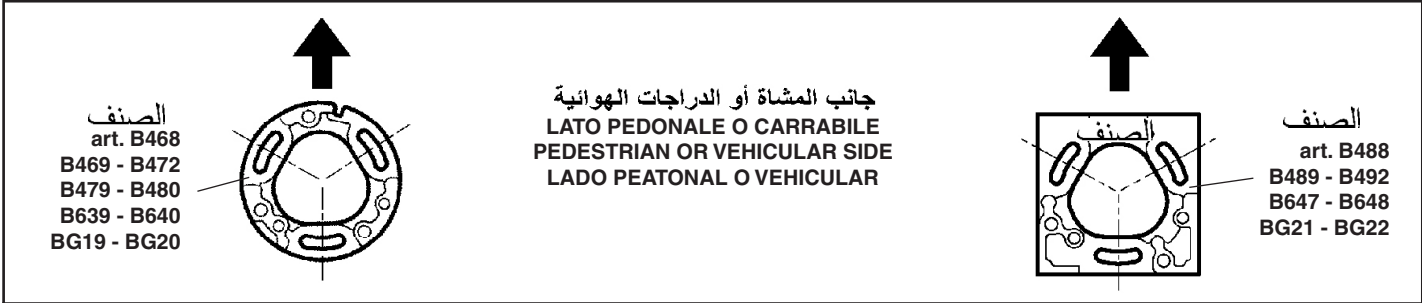 الصنف
art. B468
B469 - B472
B479 - B480
B639 - B640
BG19 - BG20
جانب المشاة أو الدراجات الهوائية
LATO PEDONALE O CARRABILE
PEDESTRIAN OR VEHICULAR SIDE
LADO PEATONAL O VEHICULAR
الصنف
الصنف
art. B488
B489 - B492
B647 - B648
BG21 - BG22